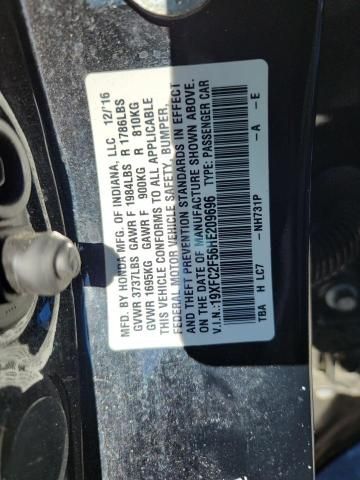 MFD. BY HONDA MFG. OF INDIANA, LLC 12/16
GVWR 3737LBS GAWR F 1984LBS R 1786LBS
GVWR 1695KG GAWR F 900KG R 810KG
THIS VEHICLE CONFORMS TO ALL APPLICABLE
FEDERAL MOTOR VEHICLE SAFETY, BUMPER,
AND THEFT PREVENTION STANDARDS IN EFFECT
ON THE DATE OF MANUFACTURE SHOWN ABOVE.
V.I.N.:19XFC2F56HE209696 TYPE: PASSENGER CAR
TBA H LC7 -NH731P -A -E